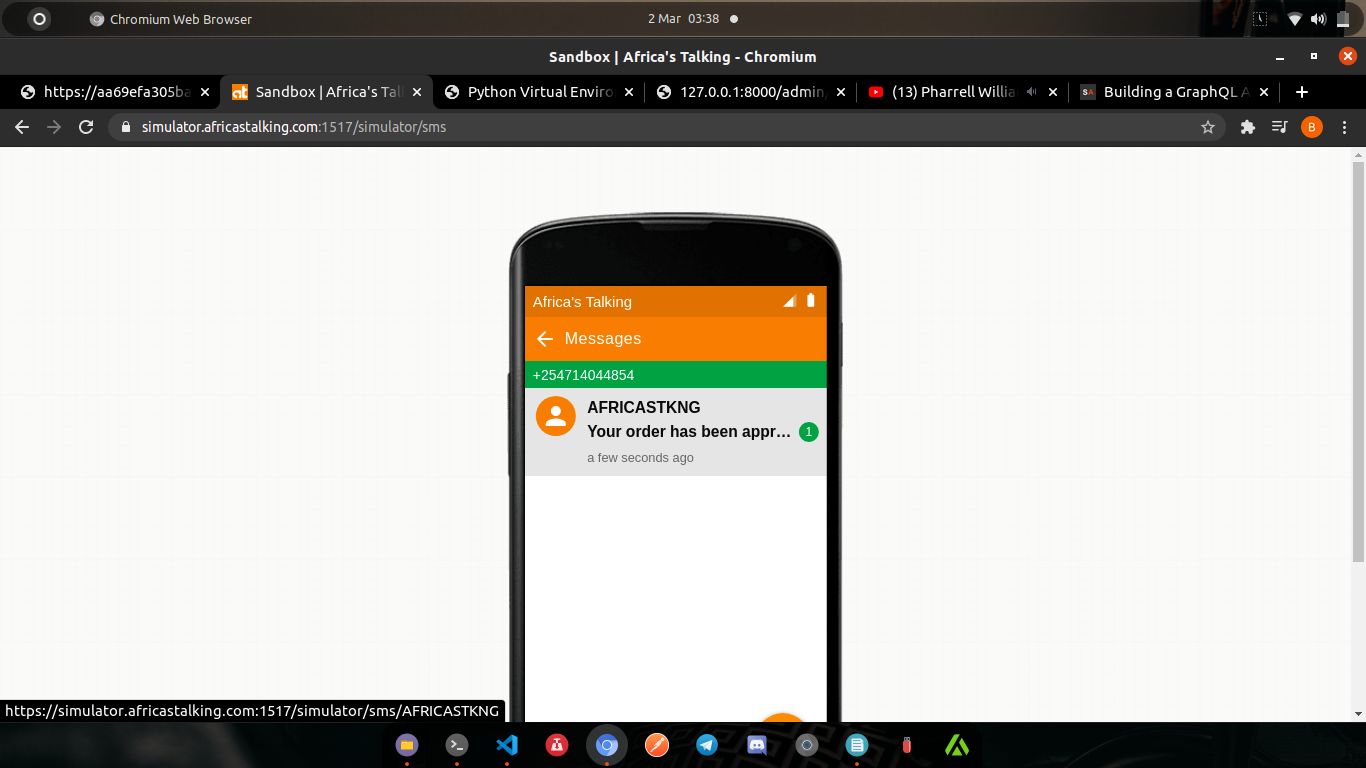 Chromium Web Browser
2 Mar 03:38
Sandbox | Africa's Talking - Chromium
https://aa69efa305ba
Sandbox | Africa's Tal
Python Virtual Enviro
127.0.0.1:8000/admin
(13) Pharrell Willia
Building a GraphQL A
simulator.africastalking.com:1517/simulator/sms
B
Africa's Talking
Messages
+254714044854
AFRICASTKNG
Your order has been appr…
1
a few seconds ago
https://simulator.africastalking.com:1517/simulator/sms/AFRICASTKNG